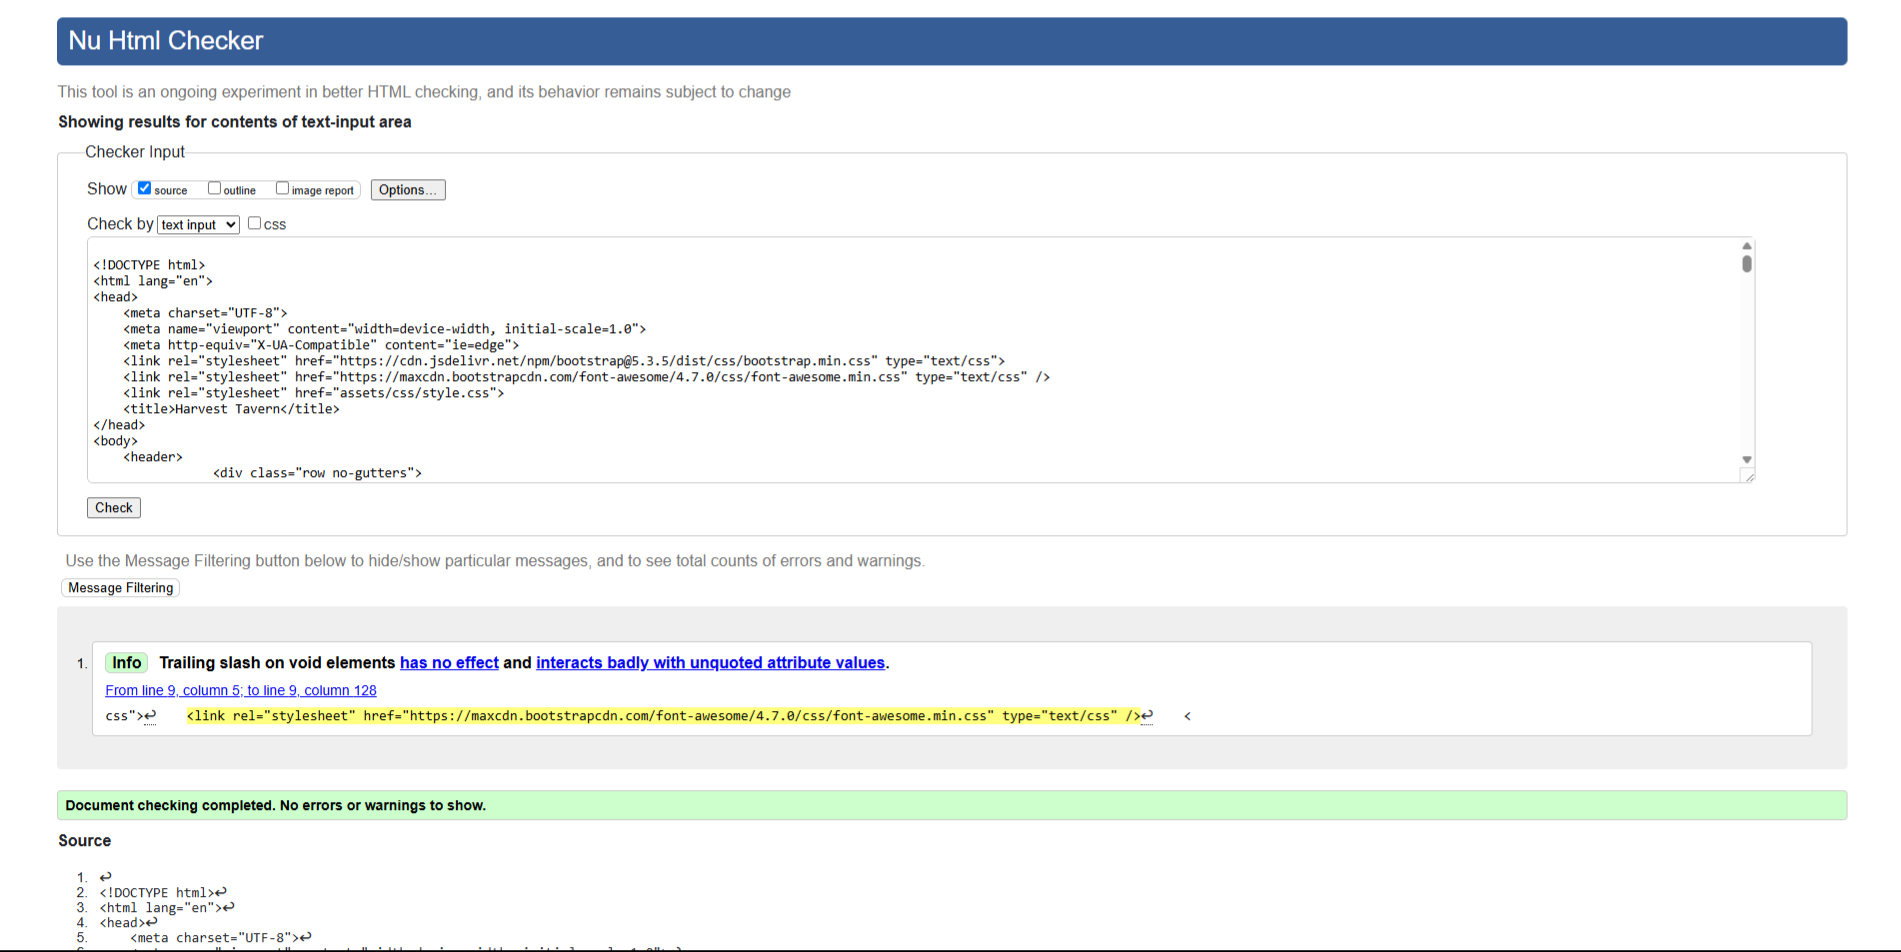 Nu Html Checker
This tool is an ongoing experiment in better HTML checking, and its behavior remains subject to change
Showing results for contents of text-input area
Checker Input
Show source outline image report Options...
Check by text input css
<!DOCTYPE html>
<html lang="en">
<head>
    <meta charset="UTF-8">
    <meta name="viewport" content="width=device-width, initial-scale=1.0">
    <meta http-equiv="X-UA-Compatible" content="ie=edge">
    <link rel="stylesheet" href="https://cdn.jsdelivr.net/npm/bootstrap@5.3.5/dist/css/bootstrap.min.css" type="text/css">
    <link rel="stylesheet" href="https://maxcdn.bootstrapcdn.com/font-awesome/4.7.0/css/font-awesome.min.css" type="text/css" />
    <link rel="stylesheet" href="assets/css/style.css">
    <title>Harvest Tavern</title>
</head>
<body>
    <header>
                <div class="row no-gutters">
Check
Use the Message Filtering button below to hide/show particular messages, and to see total counts of errors and warnings.
Message Filtering
1. Info Trailing slash on void elements has no effect and interacts badly with unquoted attribute values.
From line 9, column 5; to line 9, column 128
css">↩    <link rel="stylesheet" href="https://maxcdn.bootstrapcdn.com/font-awesome/4.7.0/css/font-awesome.min.css" type="text/css" />↩    <
Document checking completed. No errors or warnings to show.
Source
1. ↩
2. <!DOCTYPE html>↩
3. <html lang="en">↩
4. <head>↩
5.     <meta charset="UTF-8">↩